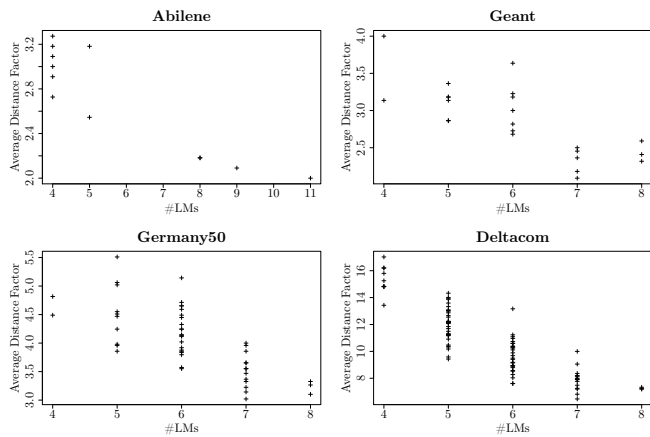 Abilene
Average Distance Factor
3.2
2.8
2.4
2.0
4 5 6 7 8 9 10 11
#LMs
Geant
Average Distance Factor
4.0
3.5
3.0
2.5
4 5 6 7 8
#LMs
Germany50
Average Distance Factor
5.5
5.0
4.5
4.0
3.5
3.0
4 5 6 7 8
#LMs
Deltacom
Average Distance Factor
16
14
12
10
8
4 5 6 7 8
#LMs